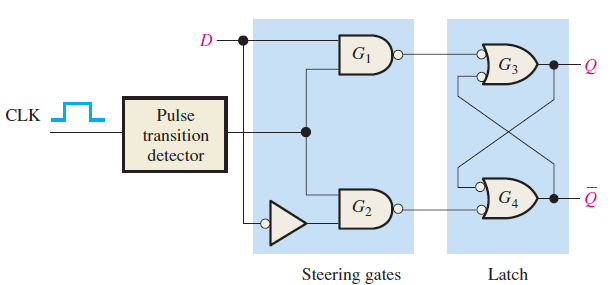 D
G₁
G₃
Q
CLK
Pulse
transition
detector
G₂
G₄
Q̅
Steering gates
Latch